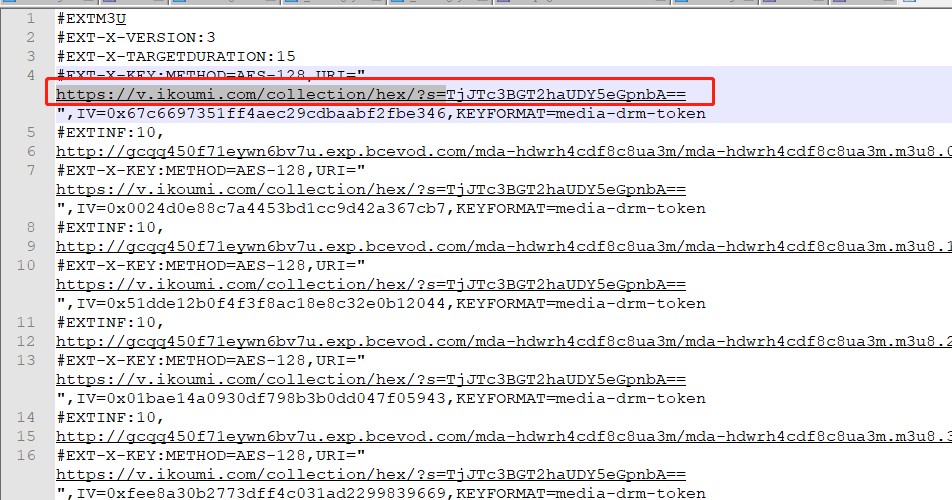 1 #EXTM3U
2 #EXT-X-VERSION:3
3 #EXT-X-TARGETDURATION:15
4 #EXT-X-KEY:METHOD=AES-128,URI="
https://v.ikoumi.com/collection/hex/?s=TjJTc3BGT2haUDY5eGpnbA==
",IV=0x67c6697351ff4aec29cdbaabf2fbe346,KEYFORMAT=media-drm-token
5 #EXTINF:10,
6 http://gcqq450f71eywn6bv7u.exp.bcevod.com/mda-hdwrh4cdf8c8ua3m/mda-hdwrh4cdf8c8ua3m.m3u8.0
7 #EXT-X-KEY:METHOD=AES-128,URI="
https://v.ikoumi.com/collection/hex/?s=TjJTc3BGT2haUDY5eGpnbA==
",IV=0x0024d0e88c7a4453bd1cc9d42a367cb7,KEYFORMAT=media-drm-token
8 #EXTINF:10,
9 http://gcqq450f71eywn6bv7u.exp.bcevod.com/mda-hdwrh4cdf8c8ua3m/mda-hdwrh4cdf8c8ua3m.m3u8.1
10 #EXT-X-KEY:METHOD=AES-128,URI="
https://v.ikoumi.com/collection/hex/?s=TjJTc3BGT2haUDY5eGpnbA==
",IV=0x51dde12b0f4f3f8ac18e8c32e0b12044,KEYFORMAT=media-drm-token
11 #EXTINF:10,
12 http://gcqq450f71eywn6bv7u.exp.bcevod.com/mda-hdwrh4cdf8c8ua3m/mda-hdwrh4cdf8c8ua3m.m3u8.2
13 #EXT-X-KEY:METHOD=AES-128,URI="
https://v.ikoumi.com/collection/hex/?s=TjJTc3BGT2haUDY5eGpnbA==
",IV=0x01bae14a0930df798b3b0dd047f05943,KEYFORMAT=media-drm-token
14 #EXTINF:10,
15 http://gcqq450f71eywn6bv7u.exp.bcevod.com/mda-hdwrh4cdf8c8ua3m/mda-hdwrh4cdf8c8ua3m.m3u8.3
16 #EXT-X-KEY:METHOD=AES-128,URI="
https://v.ikoumi.com/collection/hex/?s=TjJTc3BGT2haUDY5eGpnbA==
",IV=0xfee8a30b2773dff4c031ad2299839669,KEYFORMAT=media-drm-token